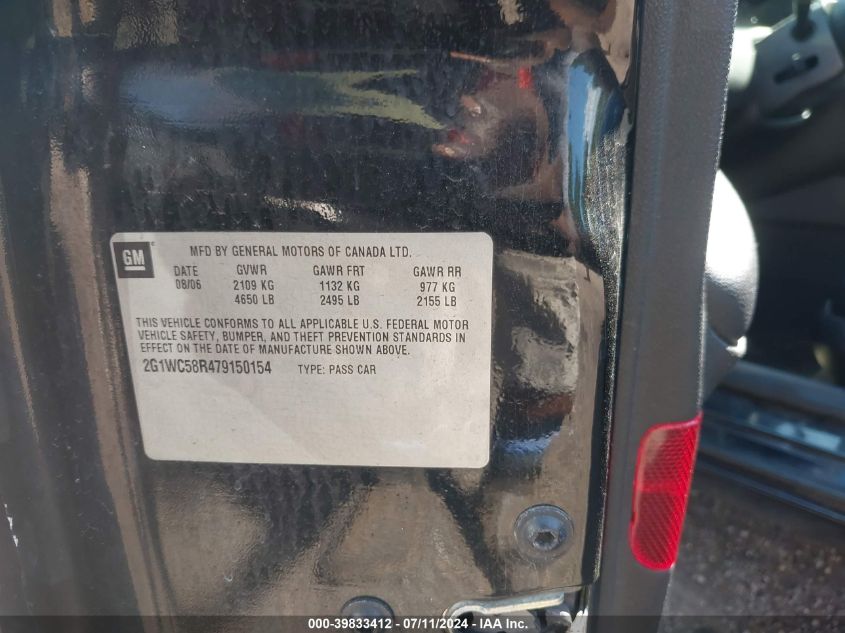 GM
MFD BY GENERAL MOTORS OF CANADA LTD.
DATE GVWR GAWR FRT GAWR RR
08/06 2109 KG 1132 KG 977 KG
4650 LB 2495 LB 2155 LB
THIS VEHICLE CONFORMS TO ALL APPLICABLE U.S. FEDERAL MOTOR
VEHICLE SAFETY, BUMPER, AND THEFT PREVENTION STANDARDS IN
EFFECT ON THE DATE OF MANUFACTURE SHOWN ABOVE.
2G1WC58R479150154 TYPE: PASS CAR
000-39833412 - 07/11/2024 - IAA Inc.